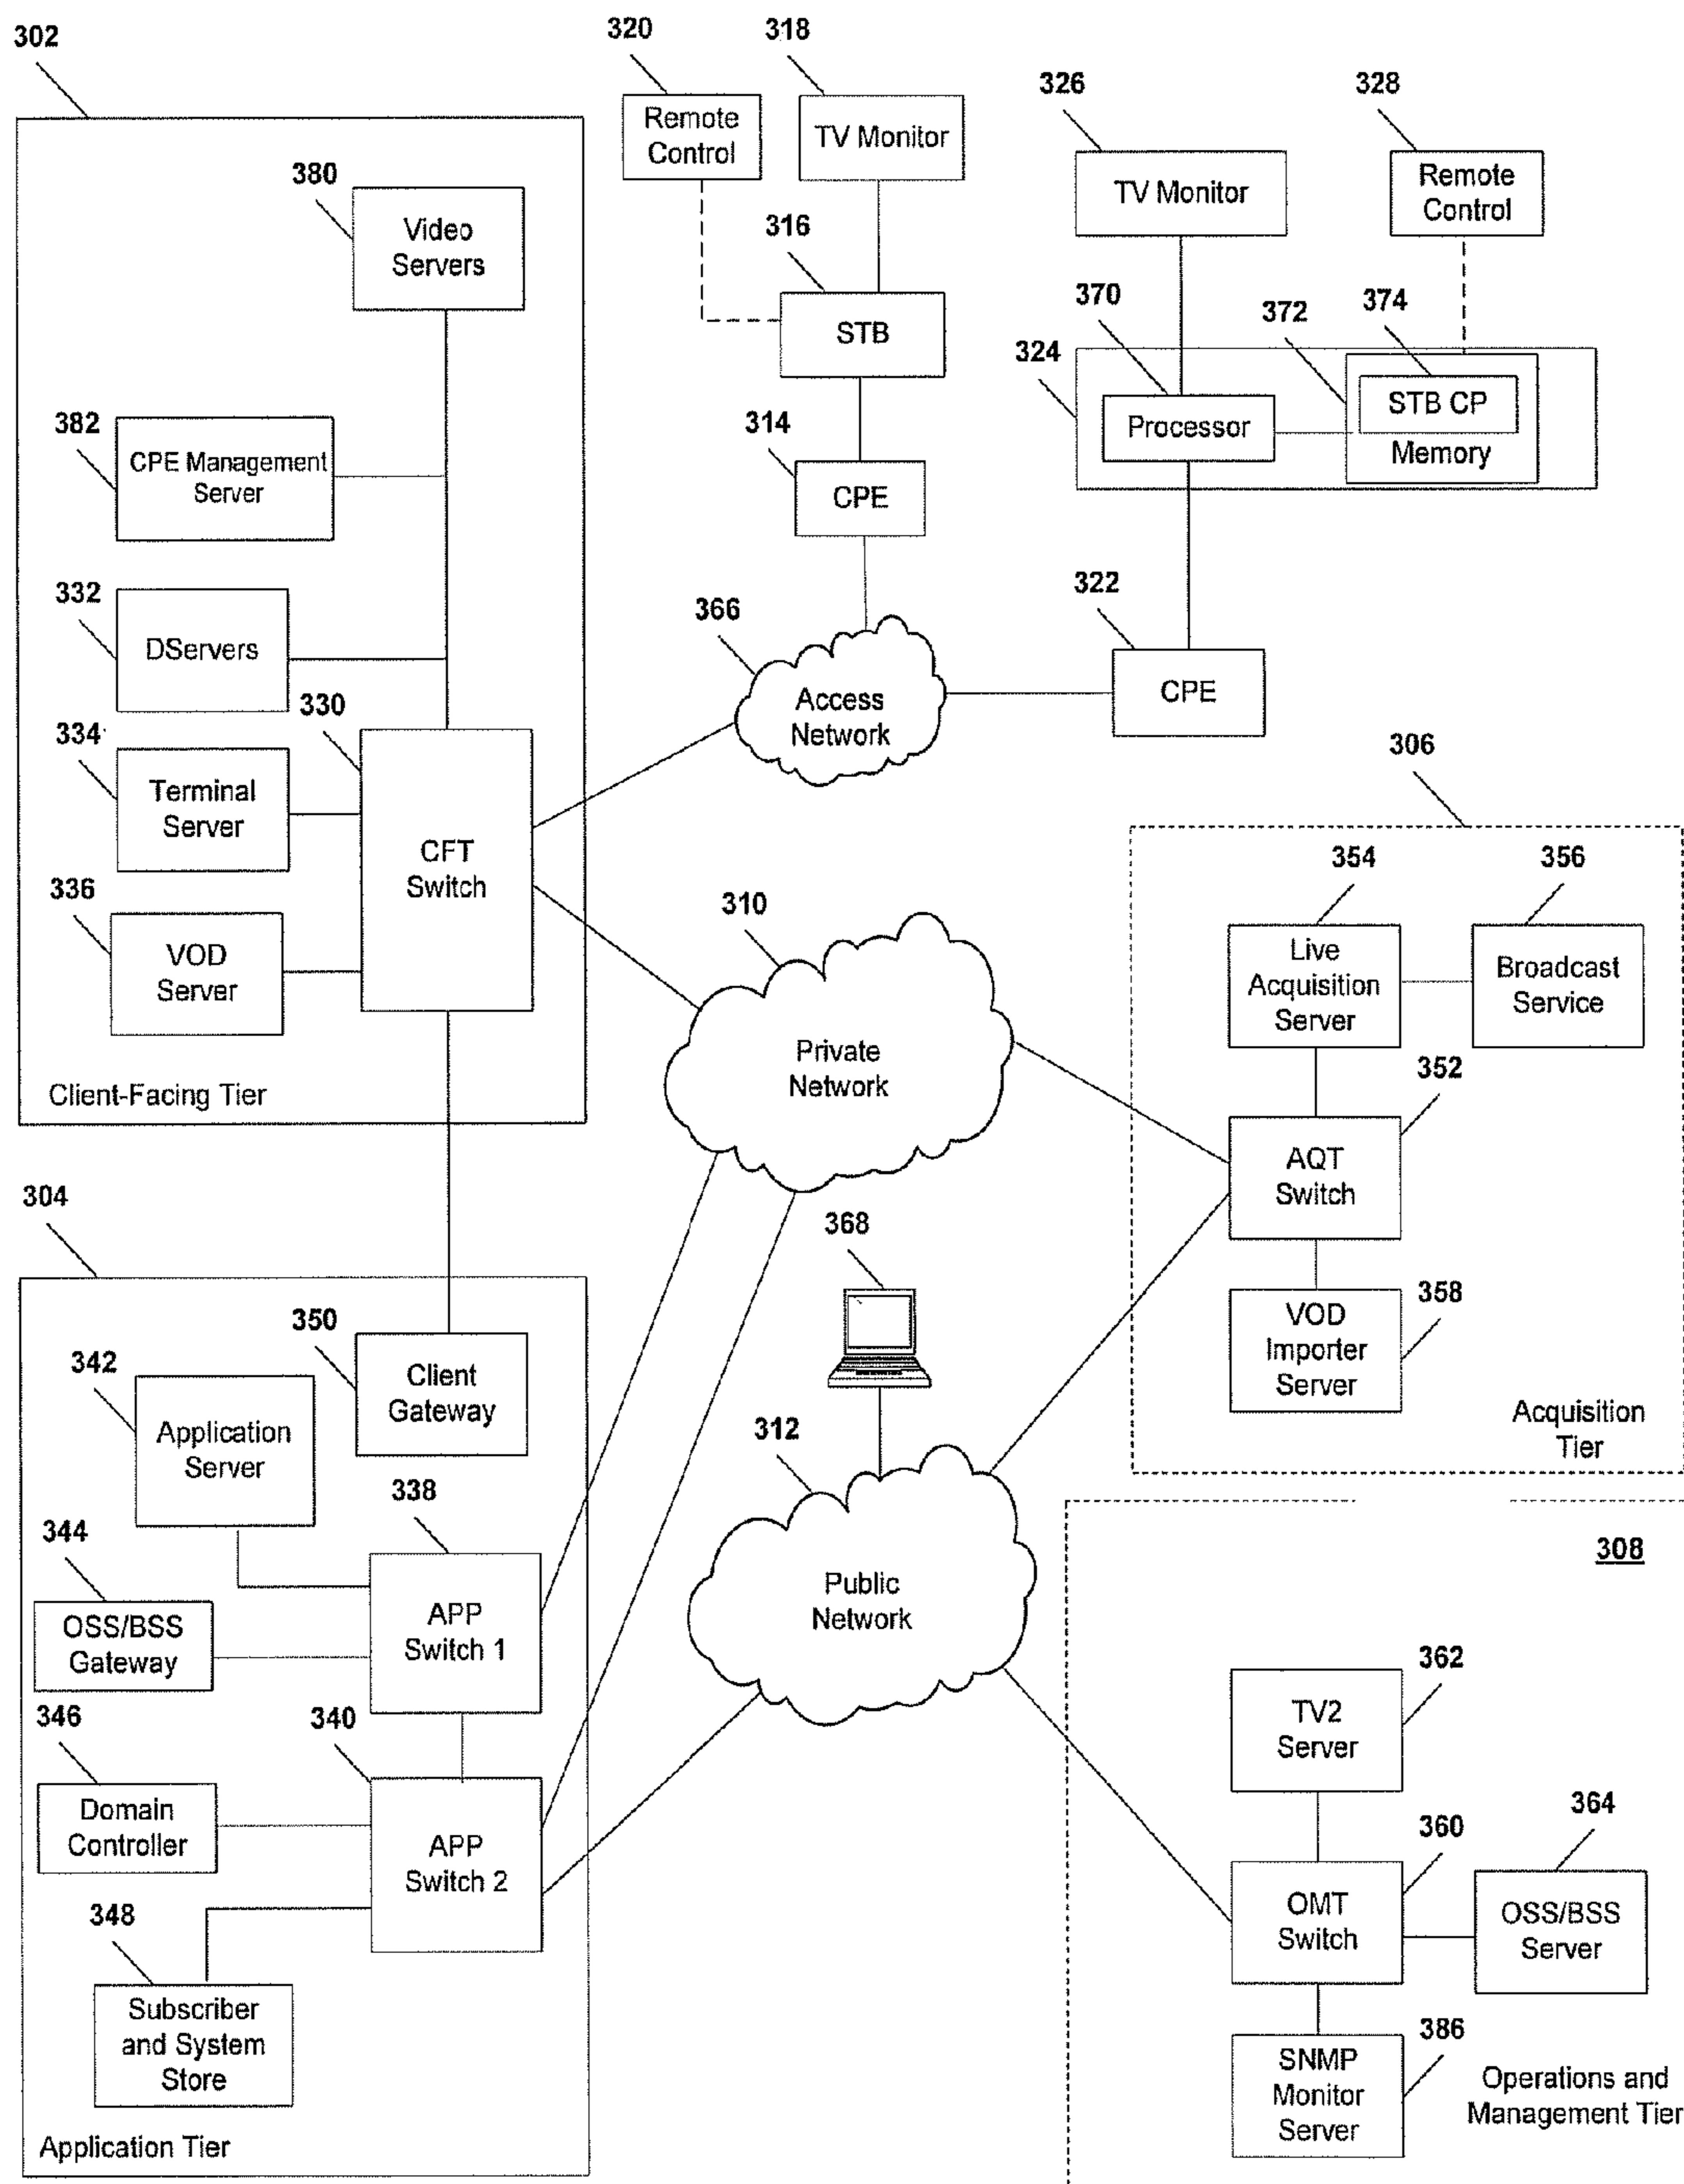 302
320
318
326
328
Remote
Control
TV Monitor
TV Monitor
Remote
Control
380
Video
Servers
316
STB
370
372
374
324
STB CP
Processor
Memory
382
CPE Management
Server
314
CPE
332
DServers
366
Access
Network
322
CPE
330
334
Terminal
Server
306
336
VOD
Server
CFT
Switch
354
356
310
Live
Acquisition
Server
Broadcast
Service
Private
Network
352
Client-Facing Tier
AQT
Switch
304
368
350
Client
Gateway
358
VOD
Importer
Server
342
Application
Server
312
Acquisition
Tier
338
344
308
OSS/BSS
Gateway
APP
Switch 1
Public
Network
362
TV2
Server
346
340
Domain
Controller
APP
Switch 2
360
364
348
OMT
Switch
OSS/BSS
Server
Subscriber
and System
Store
386
SNMP
Monitor
Server
Operations and
Management Tier
Application Tier